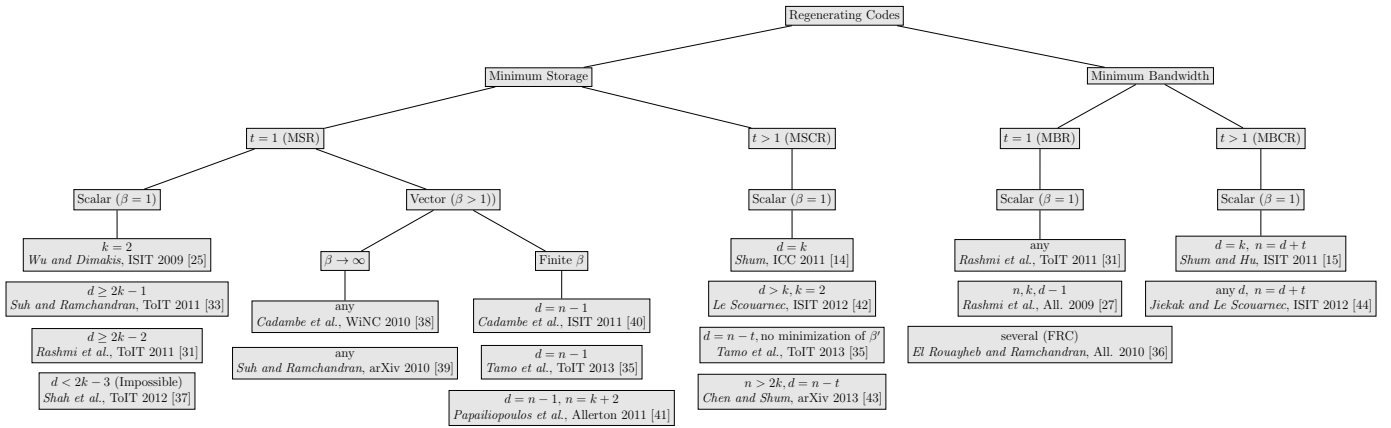 Regenerating Codes
Minimum Storage
Minimum Bandwidth
t = 1 (MSR)
t > 1 (MSCR)
t = 1 (MBR)
t > 1 (MBCR)
Scalar (β = 1)
Vector (β > 1))
Scalar (β = 1)
Scalar (β = 1)
Scalar (β = 1)
k = 2
Wu and Dimakis, ISIT 2009 [25]
d ≥ 2k − 1
Suh and Ramchandran, ToIT 2011 [33]
d ≥ 2k − 2
Rashmi et al., ToIT 2011 [31]
d < 2k − 3 (Impossible)
Shah et al., ToIT 2012 [37]
β → ∞
any
Cadambe et al., WiNC 2010 [38]
any
Suh and Ramchandran, arXiv 2010 [39]
Finite β
d = n − 1
Cadambe et al., ISIT 2011 [40]
d = n − 1
Tamo et al., ToIT 2013 [35]
d = n − 1, n = k + 2
Papailiopoulos et al., Allerton 2011 [41]
d = k
Shum, ICC 2011 [14]
d > k, k = 2
Le Scouarnec, ISIT 2012 [42]
d = n − t, no minimization of β′
Tamo et al., ToIT 2013 [35]
n > 2k, d = n − t
Chen and Shum, arXiv 2013 [43]
any
Rashmi et al., ToIT 2011 [31]
n, k, d − 1
Rashmi et al., All. 2009 [27]
several (FRC)
El Rouayheb and Ramchandran, All. 2010 [36]
d = k, n = d + t
Shum and Hu, ISIT 2011 [15]
any d, n = d + t
Jiekak and Le Scouarnec, ISIT 2012 [44]